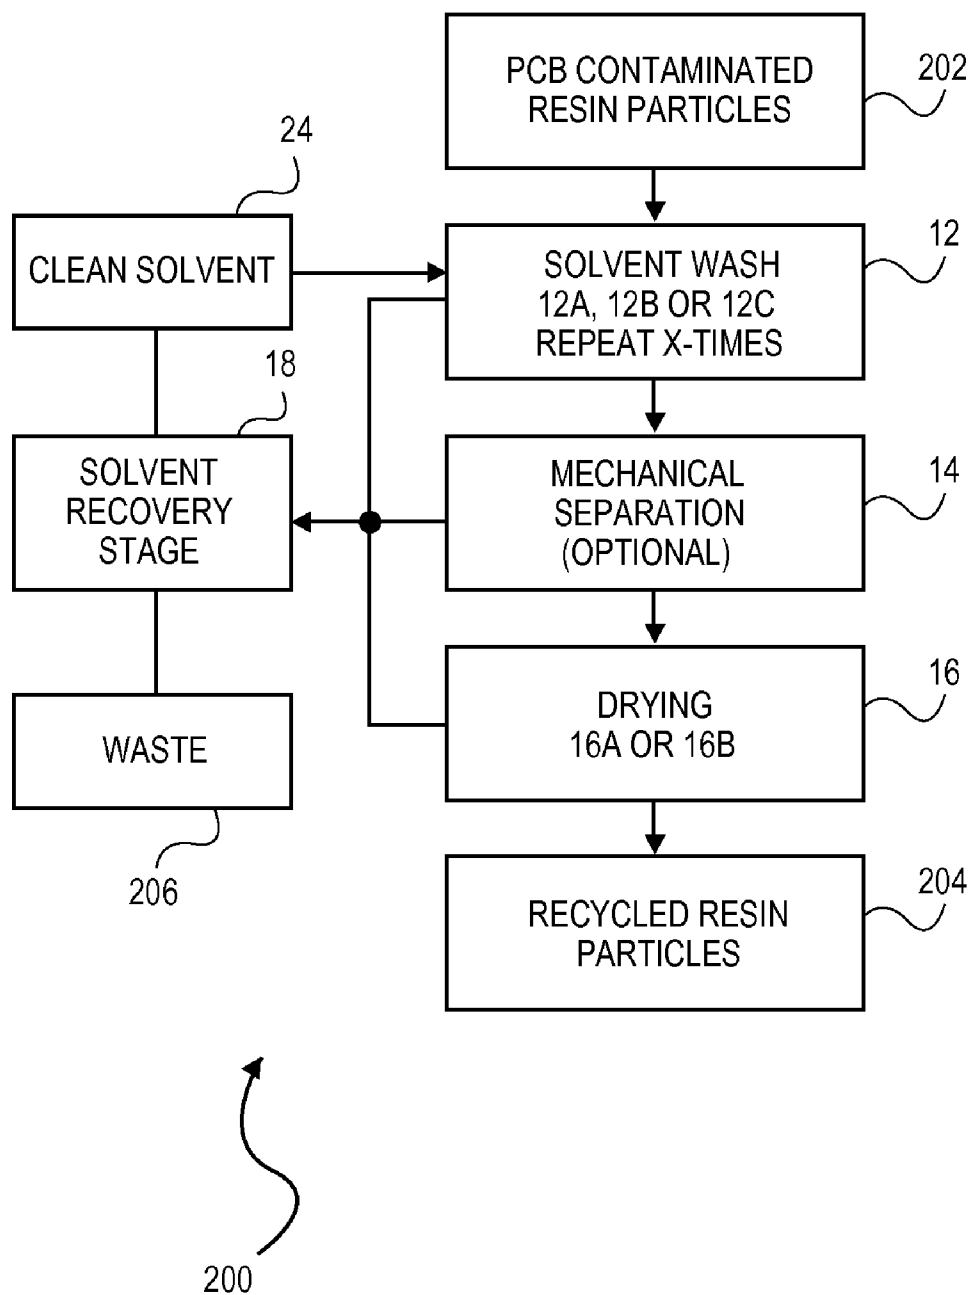 PCB CONTAMINATED
RESIN PARTICLES
202
24
CLEAN SOLVENT
SOLVENT WASH
12A, 12B OR 12C
REPEAT X-TIMES
12
18
SOLVENT
RECOVERY
STAGE
MECHANICAL
SEPARATION
(OPTIONAL)
14
WASTE
206
DRYING
16A OR 16B
16
RECYCLED RESIN
PARTICLES
204
200